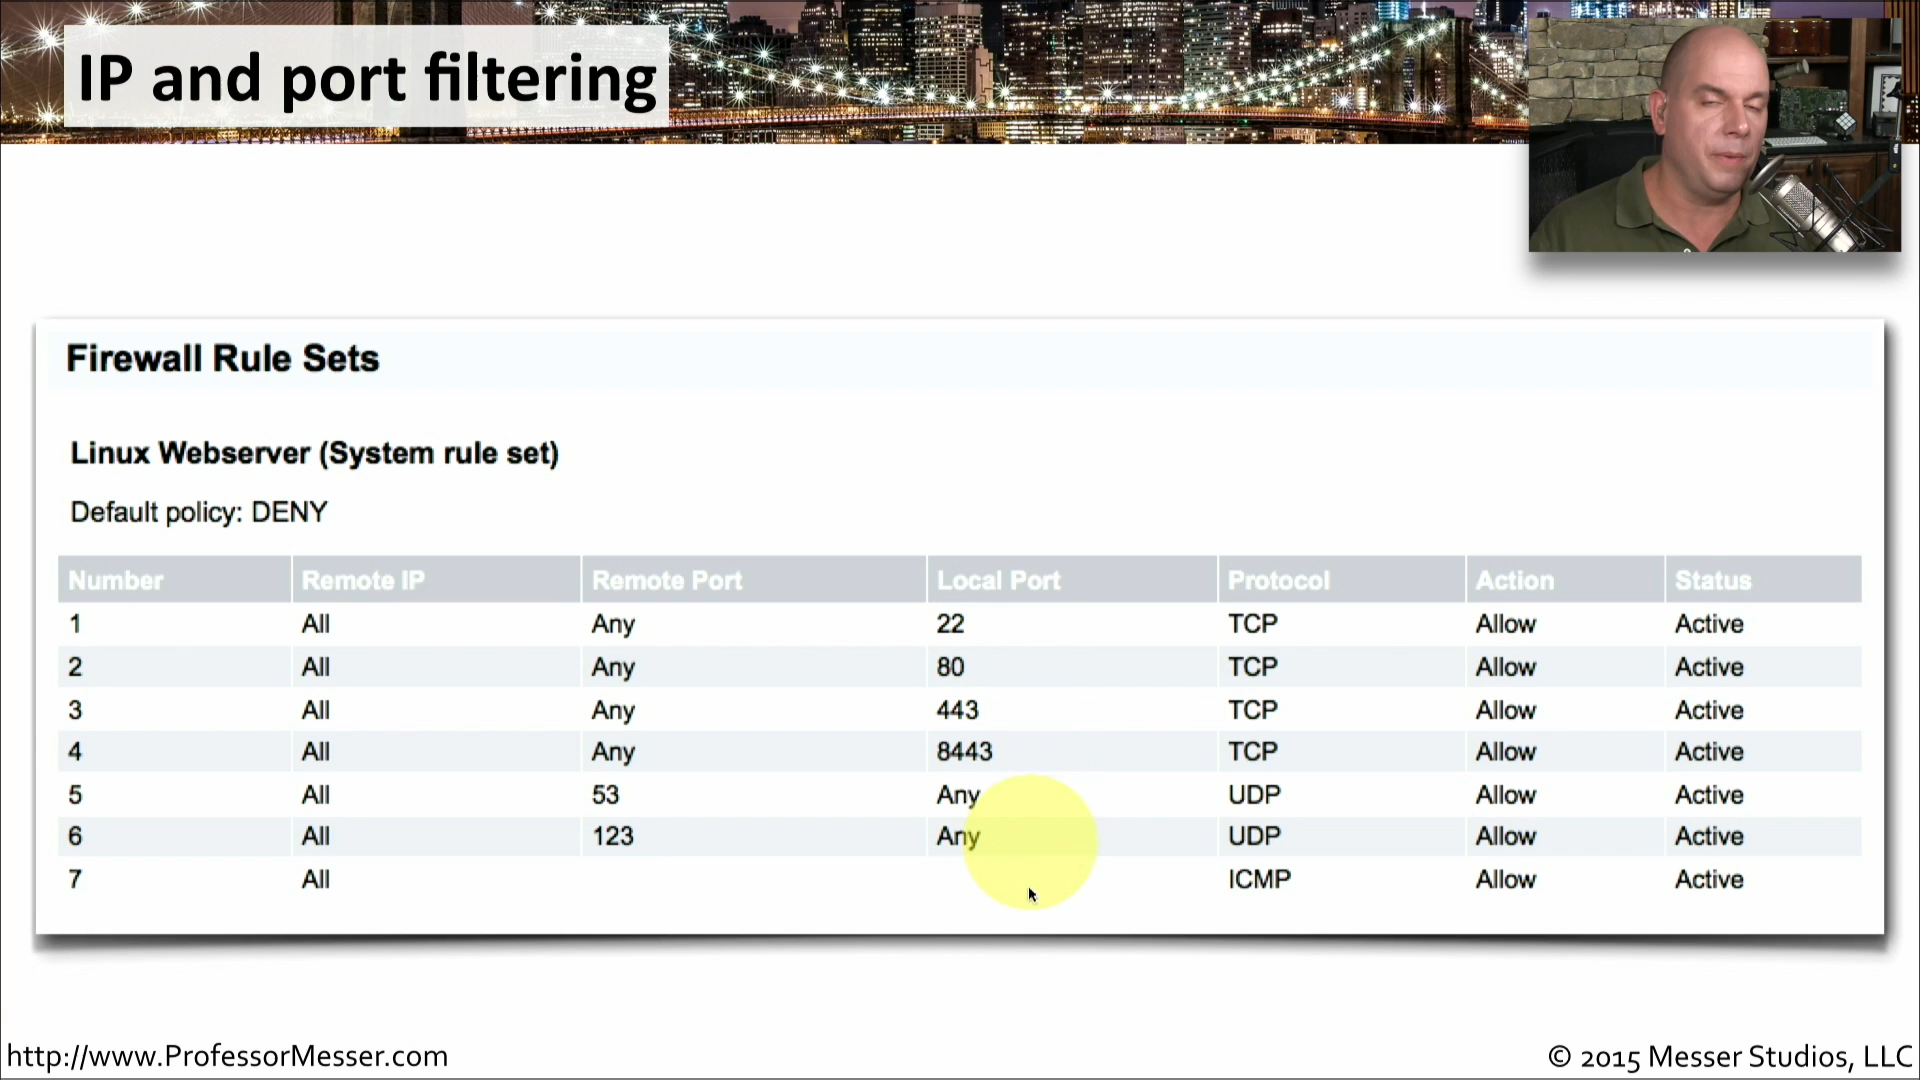 IP and port filtering
Firewall Rule Sets
Linux Webserver (System rule set)
Default policy: DENY
Number Remote IP Remote Port Local Port Protocol Action Status
1 All Any 22 TCP Allow Active
2 All Any 80 TCP Allow Active
3 All Any 443 TCP Allow Active
4 All Any 8443 TCP Allow Active
5 All 53 Any UDP Allow Active
6 All 123 Any UDP Allow Active
7 All ICMP Allow Active
http://www.ProfessorMesser.com
© 2015 Messer Studios, LLC